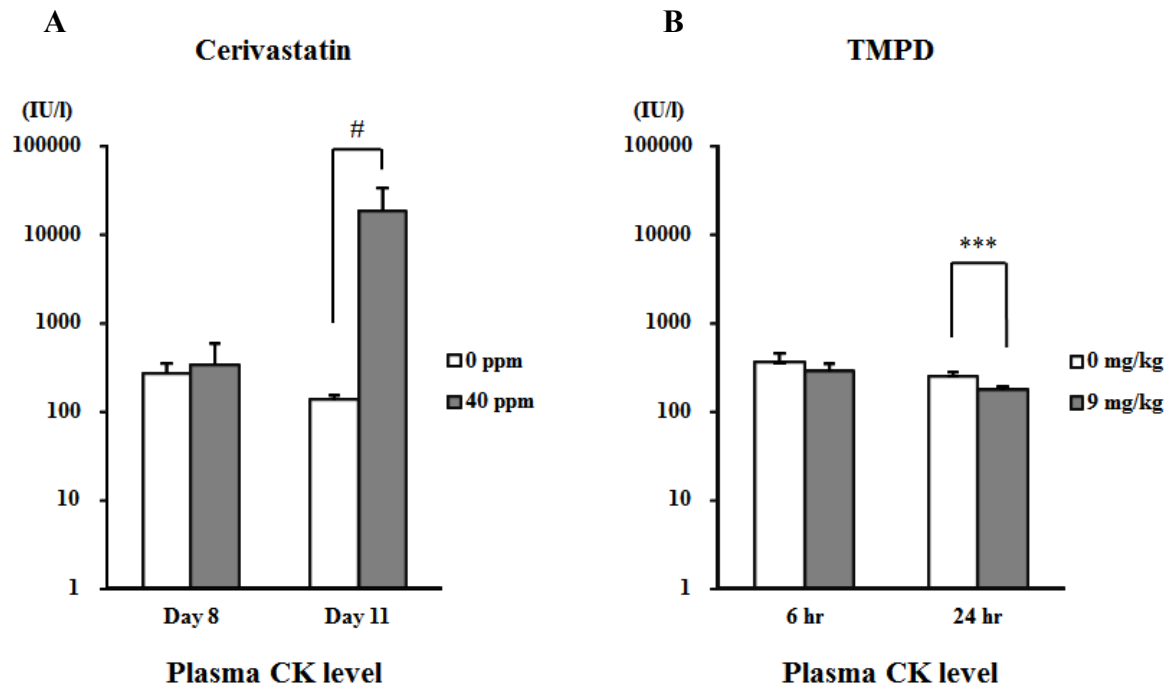 A
Cerivastatin
(IU/l)
100000
10000
1000
100
10
1
#
0 ppm
40 ppm
Day 8 Day 11
Plasma CK level
B
TMPD
(IU/l)
100000
10000
1000
100
10
1
***
0 mg/kg
9 mg/kg
6 hr 24 hr
Plasma CK level